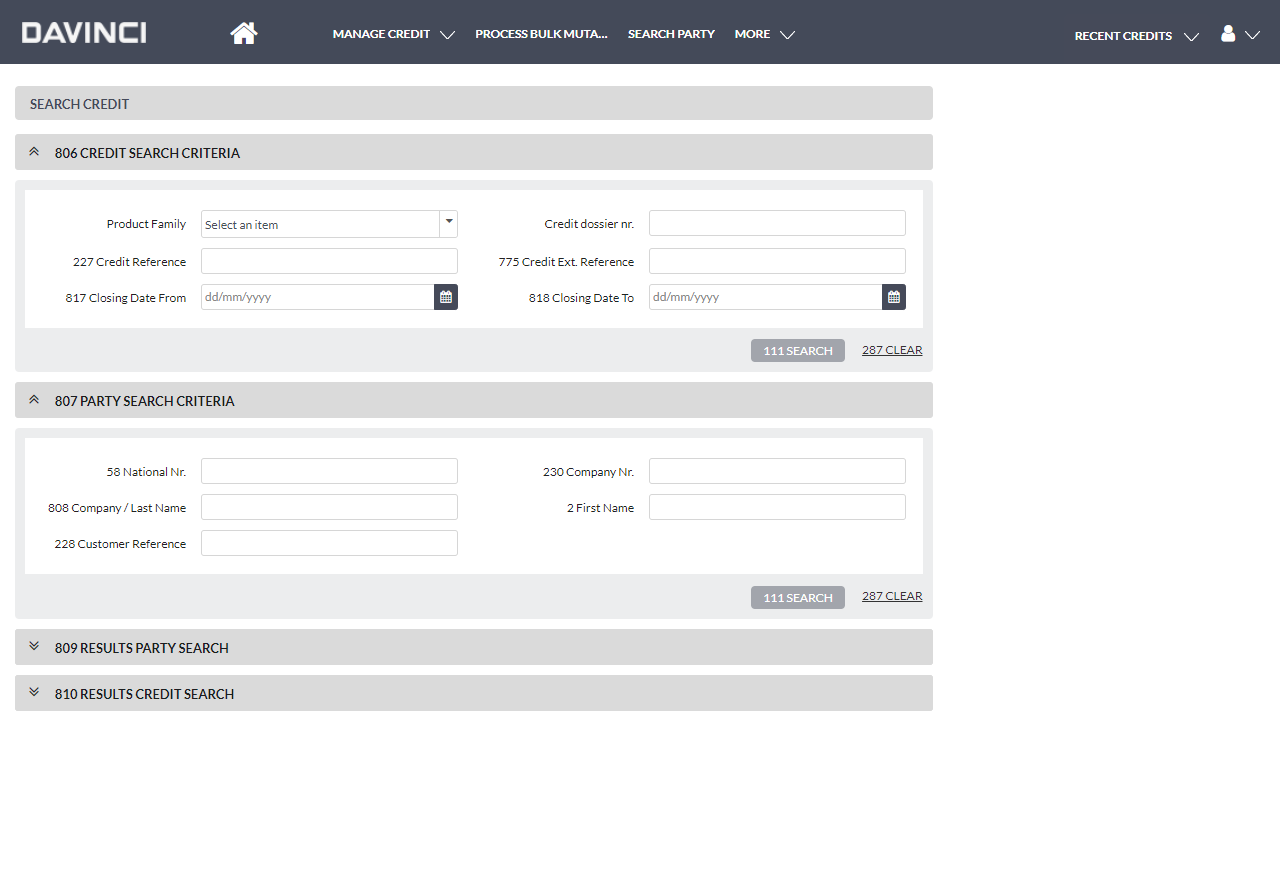 DAVINCI MANAGE CREDIT PROCESS BULK MUTA... SEARCH PARTY MORE RECENT CREDITS
SEARCH CREDIT
806 CREDIT SEARCH CRITERIA
Product Family Select an item Credit dossier nr.
227 Credit Reference 775 Credit Ext. Reference
817 Closing Date From dd/mm/yyyy 818 Closing Date To dd/mm/yyyy
111 SEARCH 287 CLEAR
807 PARTY SEARCH CRITERIA
58 National Nr. 230 Company Nr.
808 Company / Last Name 2 First Name
228 Customer Reference
111 SEARCH 287 CLEAR
809 RESULTS PARTY SEARCH
810 RESULTS CREDIT SEARCH